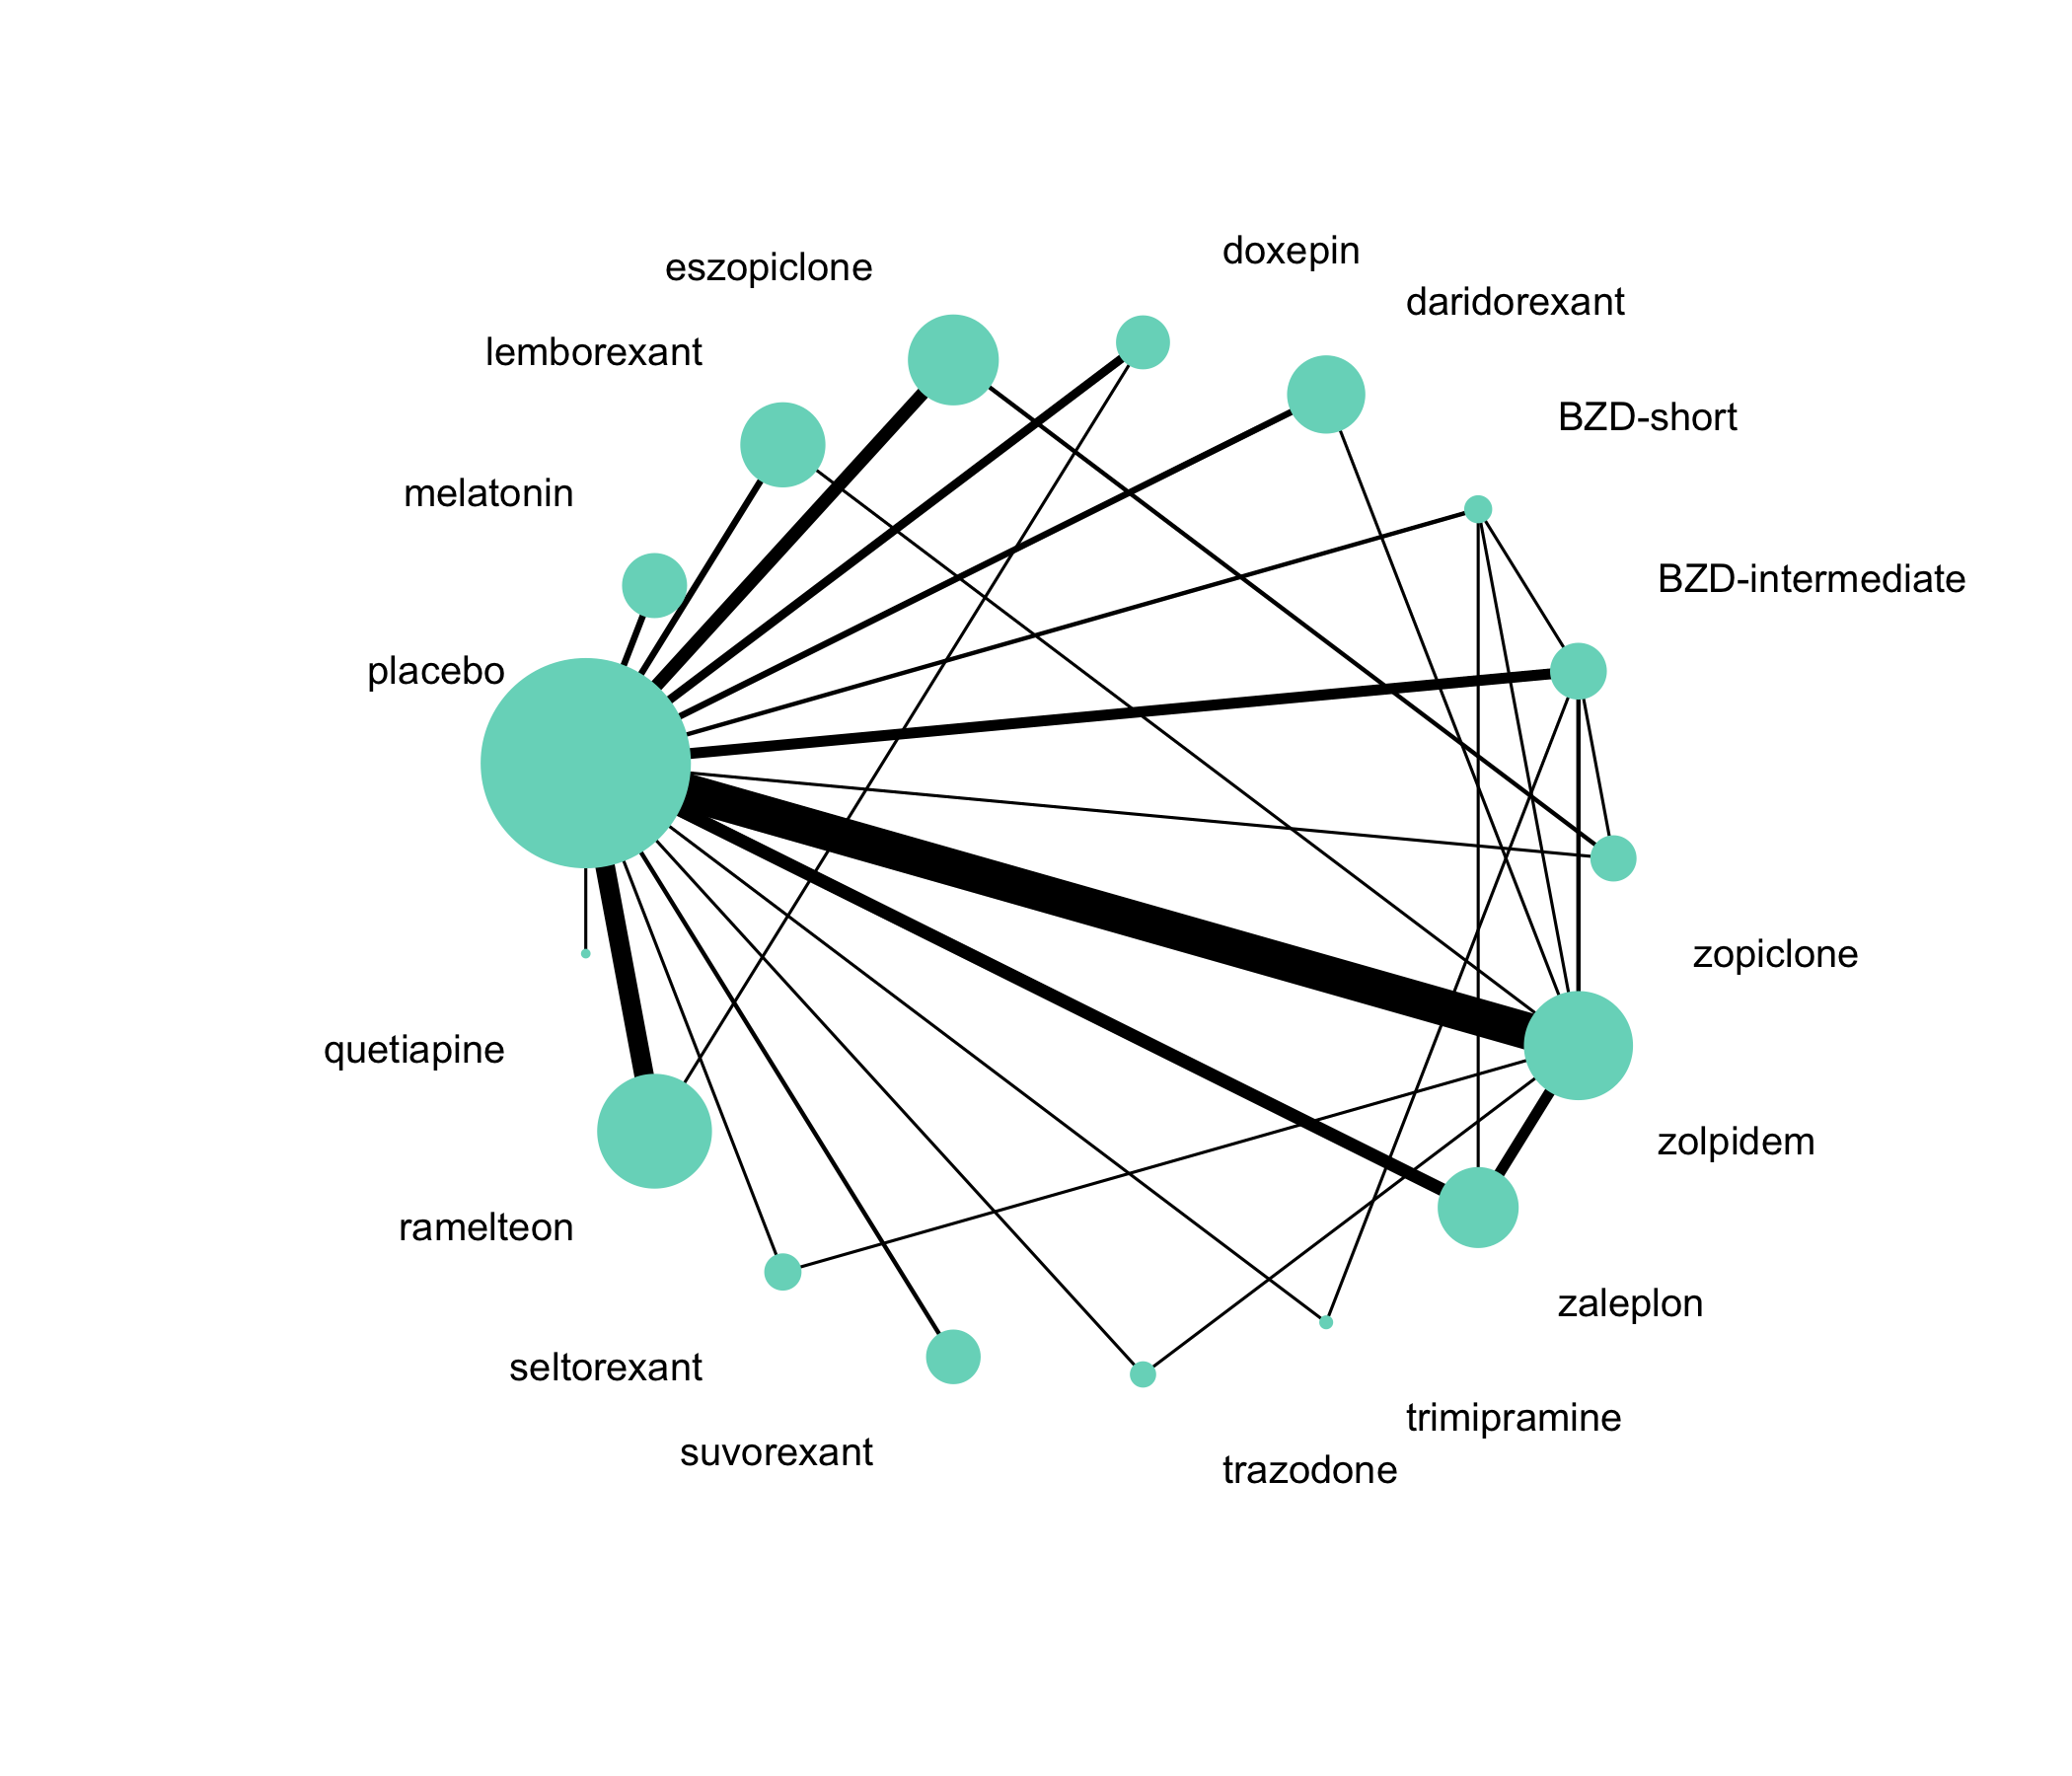 doxepin
eszopiclone
daridorexant
lemborexant
BZD-short
melatonin
BZD-intermediate
placebo
zopiclone
quetiapine
zolpidem
ramelteon
zaleplon
seltorexant
trimipramine
suvorexant
trazodone